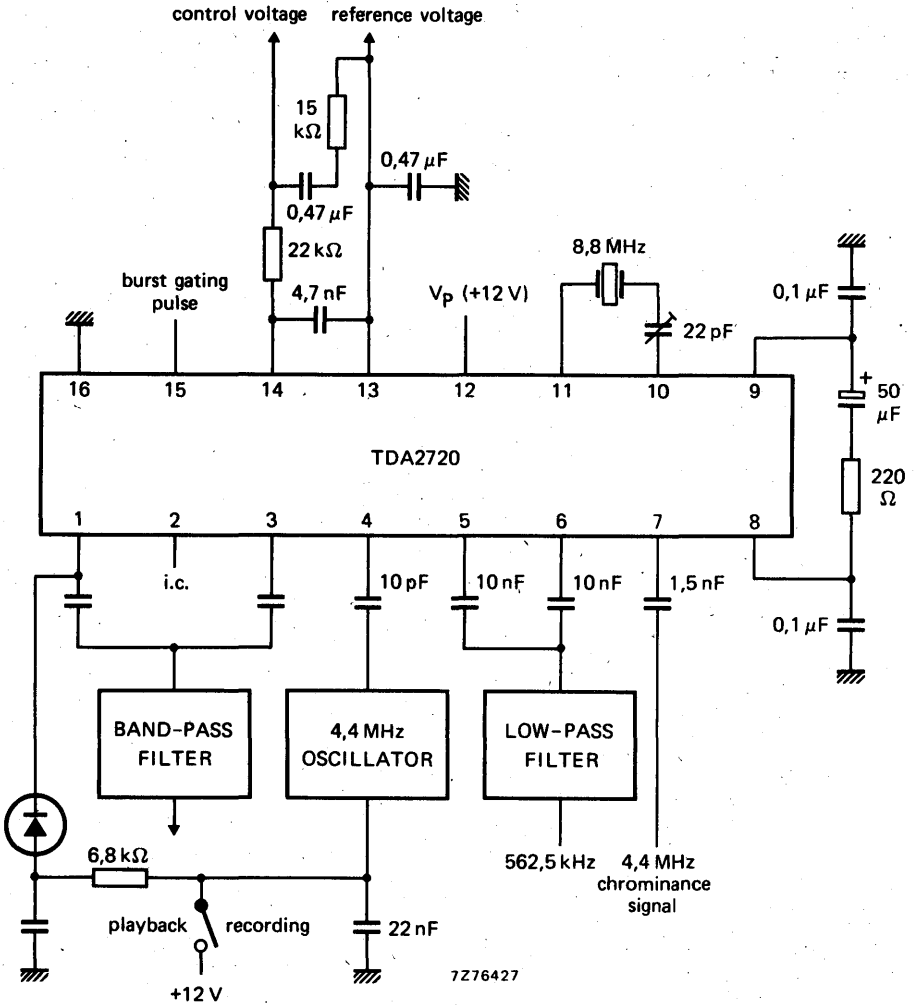 control voltage reference voltage
15
kΩ
0,47 μF
0,47 μF
22 kΩ
8,8 MHz
burst gating
pulse
4,7 nF
Vp (+12 V)
0,1 μF
22 pF
16 15 14 13 12 11 10 9
+
50
μF
TDA2720
220
Ω
1 2 3 4 5 6 7 8
i.c.
10 pF
10 nF
10 nF
1,5 nF
0,1 μF
BAND-PASS
FILTER
4,4 MHz
OSCILLATOR
LOW-PASS
FILTER
6,8 kΩ
562,5 kHz
4,4 MHz
chrominance
signal
playback recording
22 nF
+12 V
7Z76427